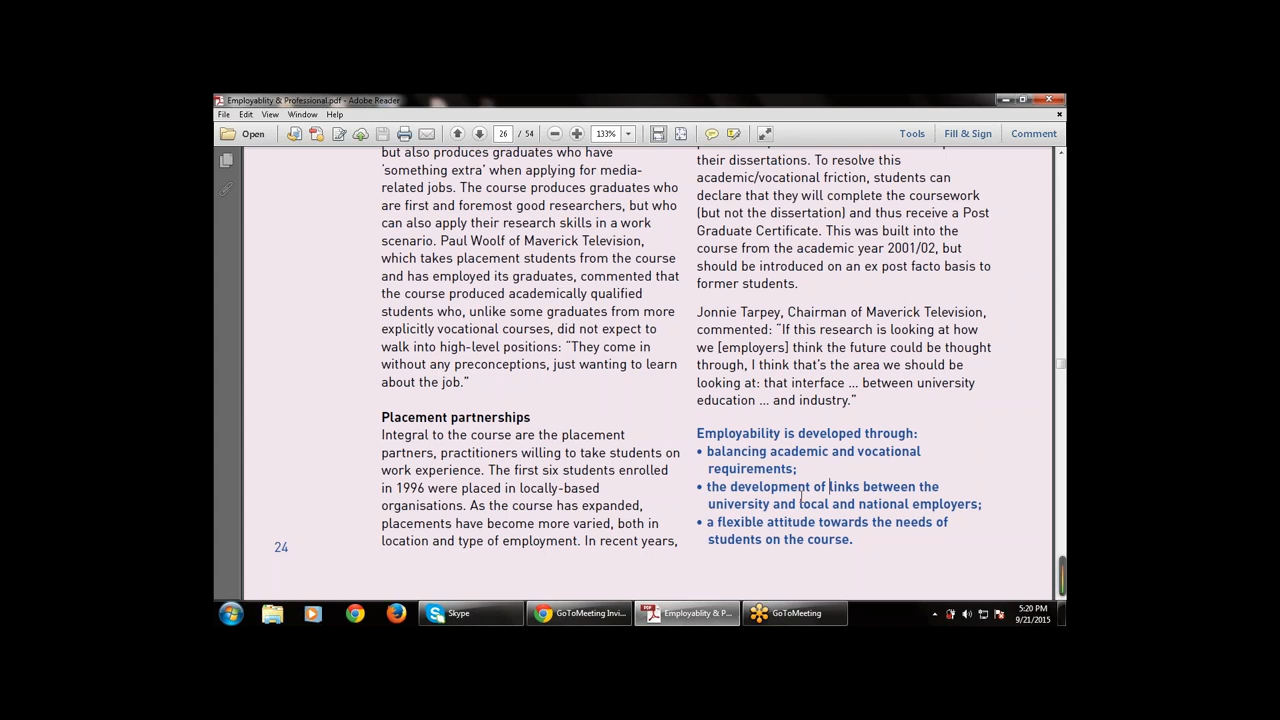 Employablity & Professional.pdf - Adobe Reader
File Edit View Window Help
Open 26 / 54 133% Tools Fill & Sign Comment
but also produces graduates who have
‘something extra’ when applying for media-
related jobs. The course produces graduates who
are first and foremost good researchers, but who
can also apply their research skills in a work
scenario. Paul Woolf of Maverick Television,
which takes placement students from the course
and has employed its graduates, commented that
the course produced academically qualified
students who, unlike some graduates from more
explicitly vocational courses, did not expect to
walk into high-level positions: “They come in
without any preconceptions, just wanting to learn
about the job.”
Placement partnerships
Integral to the course are the placement
partners, practitioners willing to take students on
work experience. The first six students enrolled
in 1996 were placed in locally-based
organisations. As the course has expanded,
placements have become more varied, both in
location and type of employment. In recent years,
24
their dissertations. To resolve this
academic/vocational friction, students can
declare that they will complete the coursework
(but not the dissertation) and thus receive a Post
Graduate Certificate. This was built into the
course from the academic year 2001/02, but
should be introduced on an ex post facto basis to
former students.
Jonnie Tarpey, Chairman of Maverick Television,
commented: “If this research is looking at how
we [employers] think the future could be thought
through, I think that’s the area we should be
looking at: that interface ... between university
education ... and industry.”
Employability is developed through:
• balancing academic and vocational
requirements;
• the development of links between the
university and local and national employers;
• a flexible attitude towards the needs of
students on the course.
Skype GoToMeeting Invi... Employablity & P... GoToMeeting
5:20 PM
9/21/2015